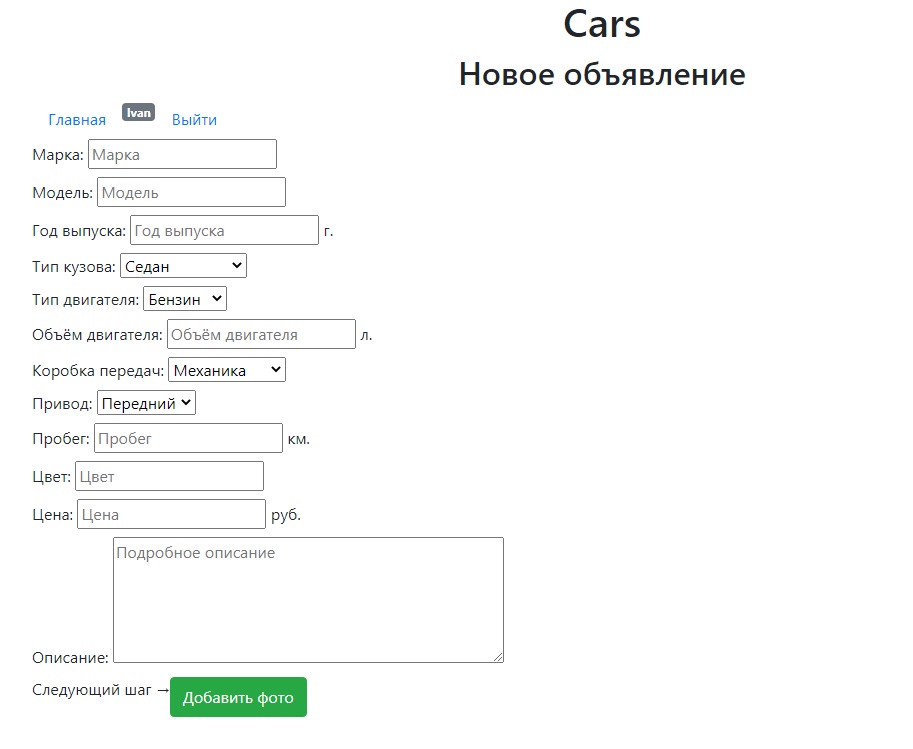 Cars
Новое объявление
Главная Ivan Выйти
Марка: Марка
Модель: Модель
Год выпуска: Год выпуска г.
Тип кузова: Седан
Тип двигателя: Бензин
Объём двигателя: Объём двигателя л.
Коробка передач: Механика
Привод: Передний
Пробег: Пробег км.
Цвет: Цвет
Цена: Цена руб.
Подробное описание
Описание:
Следующий шаг → Добавить фото